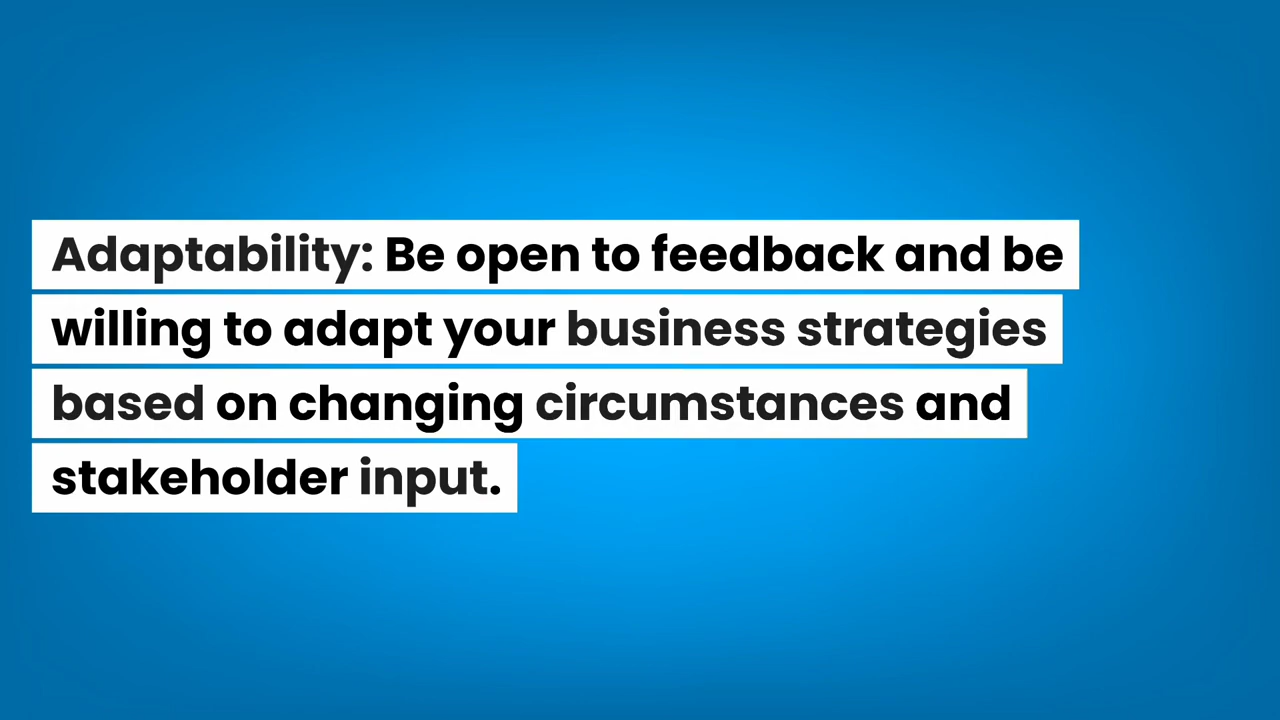 Adaptability: Be open to feedback and be
willing to adapt your business strategies
based on changing circumstances and
stakeholder input.